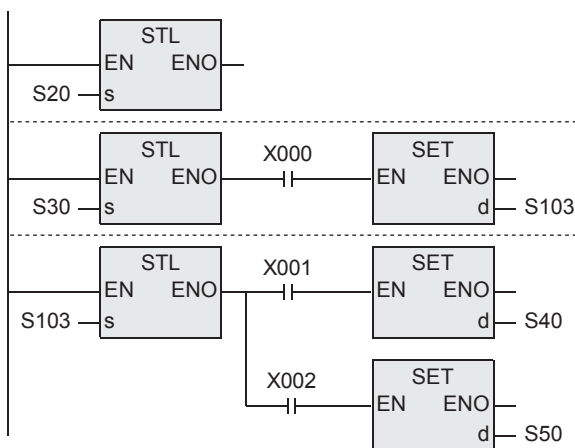 STL
EN ENO
S20 s
STL X000 SET
EN ENO EN ENO
S30 s d S103
STL X001 SET
EN ENO EN ENO
S103 s d S40
X002 SET
EN ENO
d S50